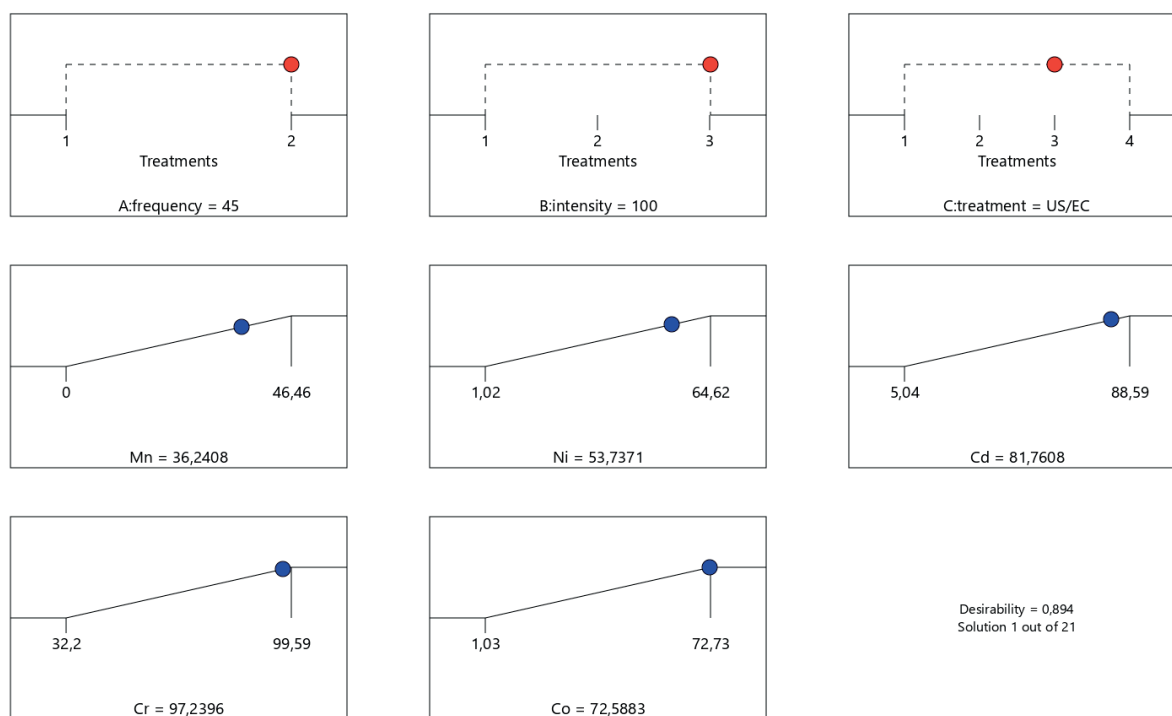 1 2
Treatments
A:frequency = 45
1 2 3
Treatments
B:intensity = 100
1 2 3 4
Treatments
C:treatment = US/EC
0 46,46
Mn = 36,2408
1,02 64,62
Ni = 53,7371
5,04 88,59
Cd = 81,7608
32,2 99,59
Cr = 97,2396
1,03 72,73
Co = 72,5883
Desirability = 0,894
Solution 1 out of 21